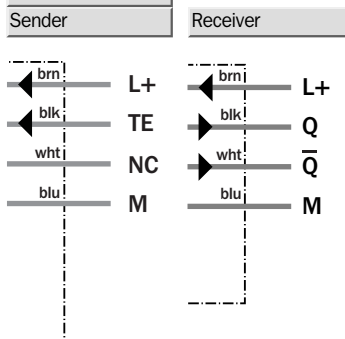 Sender
brn L+
blk TE
wht NC
blu M
Receiver
brn L+
blk Q
wht Q̅
blu M